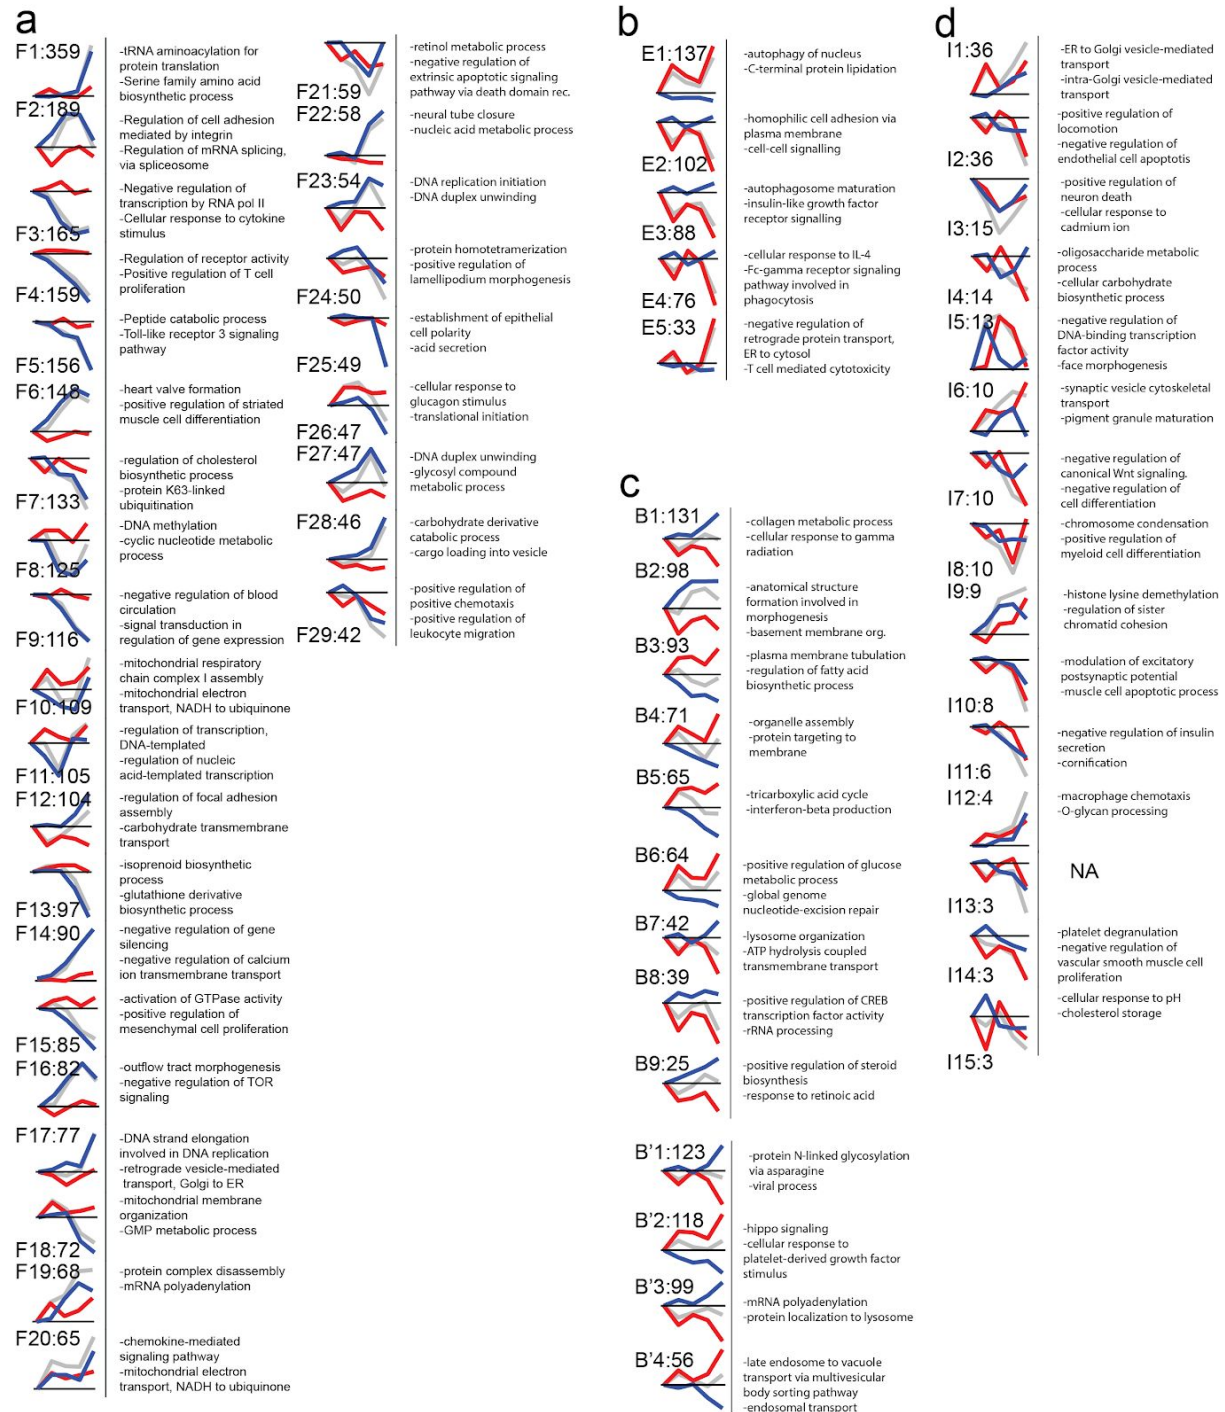 a
F1:359
-tRNA aminoacylation for
protein translation
-Serine family amino acid
biosynthetic process
F2:189
-Regulation of cell adhesion
mediated by integrin
-Regulation of mRNA splicing,
via spliceosome
-Negative regulation of
transcription by RNA pol II
-Cellular response to cytokine
stimulus
F3:165
-Regulation of receptor activity
-Positive regulation of T cell
proliferation
F4:159
-Peptide catabolic process
-Toll-like receptor 3 signaling
pathway
F5:156
F6:148
-heart valve formation
-positive regulation of striated
muscle cell differentiation
-regulation of cholesterol
biosynthetic process
-protein K63-linked
ubiquitination
F7:133
-DNA methylation
-cyclic nucleotide metabolic
process
F8:125
-negative regulation of blood
circulation
-signal transduction in
regulation of gene expression
F9:116
-mitochondrial respiratory
chain complex I assembly
-mitochondrial electron
transport, NADH to ubiquinone
F10:109
-regulation of transcription,
DNA-templated
-regulation of nucleic
acid-templated transcription
F11:105
F12:104
-regulation of focal adhesion
assembly
-carbohydrate transmembrane
transport
-isoprenoid biosynthetic
process
-glutathione derivative
biosynthetic process
F13:97
F14:90
-negative regulation of gene
silencing
-negative regulation of calcium
ion transmembrane transport
-activation of GTPase activity
-positive regulation of
mesenchymal cell proliferation
F15:85
F16:82
-outflow tract morphogenesis
-negative regulation of TOR
signaling
F17:77
-DNA strand elongation
involved in DNA replication
-retrograde vesicle-mediated
transport, Golgi to ER
-mitochondrial membrane
organization
-GMP metabolic process
F18:72
F19:68
-protein complex disassembly
-mRNA polyadenylation
F20:65
-chemokine-mediated
signaling pathway
-mitochondrial electron
transport, NADH to ubiquinone
-retinol metabolic process
-negative regulation of
extrinsic apoptotic signaling
pathway via death domain rec.
F21:59
F22:58
-neural tube closure
-nucleic acid metabolic process
F23:54
-DNA replication initiation
-DNA duplex unwinding
-protein homotetramerization
-positive regulation of
lamellipodium morphogenesis
F24:50
-establishment of epithelial
cell polarity
-acid secretion
F25:49
-cellular response to
glucagon stimulus
-translational initiation
F26:47
F27:47
-DNA duplex unwinding
-glycosyl compound
metabolic process
F28:46
-carbohydrate derivative
catabolic process
-cargo loading into vesicle
-positive regulation of
positive chemotaxis
-positive regulation of
leukocyte migration
F29:42
b
E1:137
-autophagy of nucleus
-C-terminal protein lipidation
-homophilic cell adhesion via
plasma membrane
-cell-cell signalling
E2:102
-autophagosome maturation
-insulin-like growth factor
receptor signalling
E3:88
-cellular response to IL-4
-Fc-gamma receptor signaling
pathway involved in
phagocytosis
E4:76
E5:33
-negative regulation of
retrograde protein transport,
ER to cytosol
-T cell mediated cytotoxicity
c
B1:131
-collagen metabolic process
-cellular response to gamma
radiation
B2:98
-anatomical structure
formation involved in
morphogenesis
-basement membrane org.
B3:93
-plasma membrane tubulation
-regulation of fatty acid
biosynthetic process
B4:71
-organelle assembly
-protein targeting to
membrane
B5:65
-tricarboxylic acid cycle
-interferon-beta production
B6:64
-positive regulation of glucose
metabolic process
-global genome
nucleotide-excision repair
B7:42
-lysosome organization
-ATP hydrolysis coupled
transmembrane transport
B8:39
-positive regulation of CREB
transcription factor activity
-rRNA processing
B9:25
-positive regulation of steroid
biosynthesis
-response to retinoic acid
B'1:123
-protein N-linked glycosylation
via asparagine
-viral process
B'2:118
-hippo signaling
-cellular response to
platelet-derived growth factor
stimulus
B'3:99
-mRNA polyadenylation
-protein localization to lysosome
B'4:56
-late endosome to vacuole
transport via multivesicular
body sorting pathway
-endosomal transport
d
I1:36
-ER to Golgi vesicle-mediated
transport
-intra-Golgi vesicle-mediated
transport
-positive regulation of
locomotion
-negative regulation of
endothelial cell apoptotis
I2:36
-positive regulation of
neuron death
-cellular response to
cadmium ion
I3:15
-oligosaccharide metabolic
process
-cellular carbohydrate
biosynthetic process
I4:14
I5:13
-negative regulation of
DNA-binding transcription
factor activity
-face morphogenesis
I6:10
-synaptic vesicle cytoskeletal
transport
-pigment granule maturation
-negative regulation of
canonical Wnt signaling.
-negative regulation of
cell differentiation
I7:10
-chromosome condensation
-positive regulation of
myeloid cell differentiation
I8:10
I9:9
-histone lysine demethylation
-regulation of sister
chromatid cohesion
-modulation of excitatory
postsynaptic potential
-muscle cell apoptotic process
I10:8
-negative regulation of insulin
secretion
-cornification
I11:6
I12:4
-macrophage chemotaxis
-O-glycan processing
NA
I13:3
-platelet degranulation
-negative regulation of
vascular smooth muscle cell
proliferation
I14:3
-cellular response to pH
-cholesterol storage
I15:3